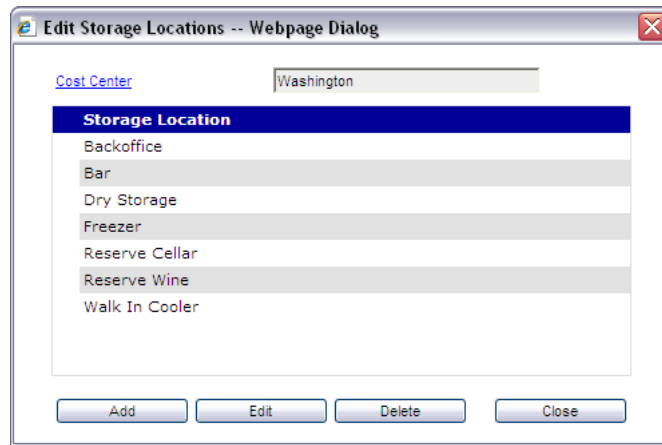 Edit Storage Locations -- Webpage Dialog
Cost Center Washington
Storage Location
Backoffice
Bar
Dry Storage
Freezer
Reserve Cellar
Reserve Wine
Walk In Cooler
Add Edit Delete Close